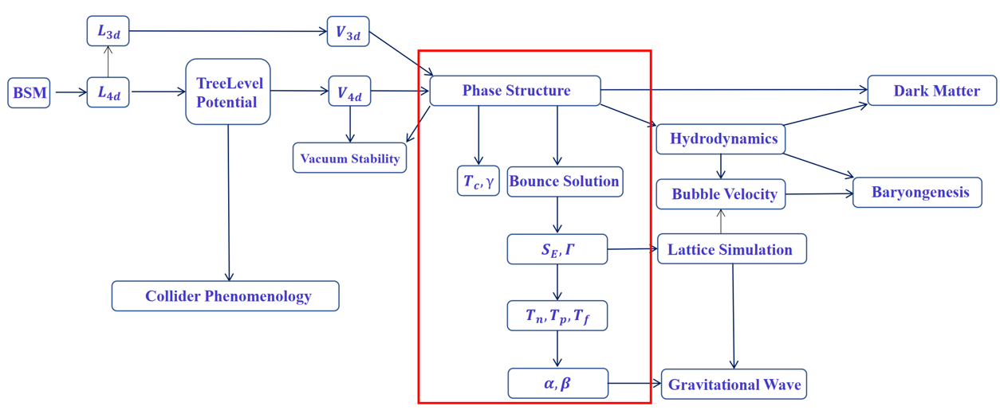 L3d
V3d
BSM
L4d
TreeLevel
Potential
V4d
Phase Structure
Dark Matter
Vacuum Stability
Hydrodynamics
Tc, γ
Bounce Solution
Bubble Velocity
Baryongenesis
SE, Γ
Lattice Simulation
Collider Phenomenology
Tn, Tp, Tf
α, β
Gravitational Wave